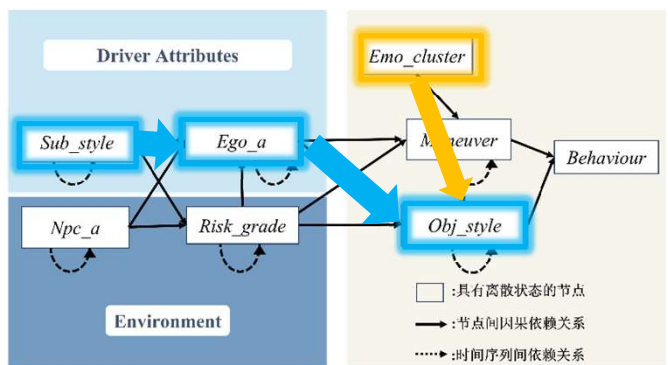 Driver Attributes
Emo_cluster
Sub_style
Ego_a
Maneuver
Behaviour
Npc_a
Risk_grade
Obj_style
Environment
:具有离散状态的节点
:节点间因果依赖关系
:时间序列间依赖关系